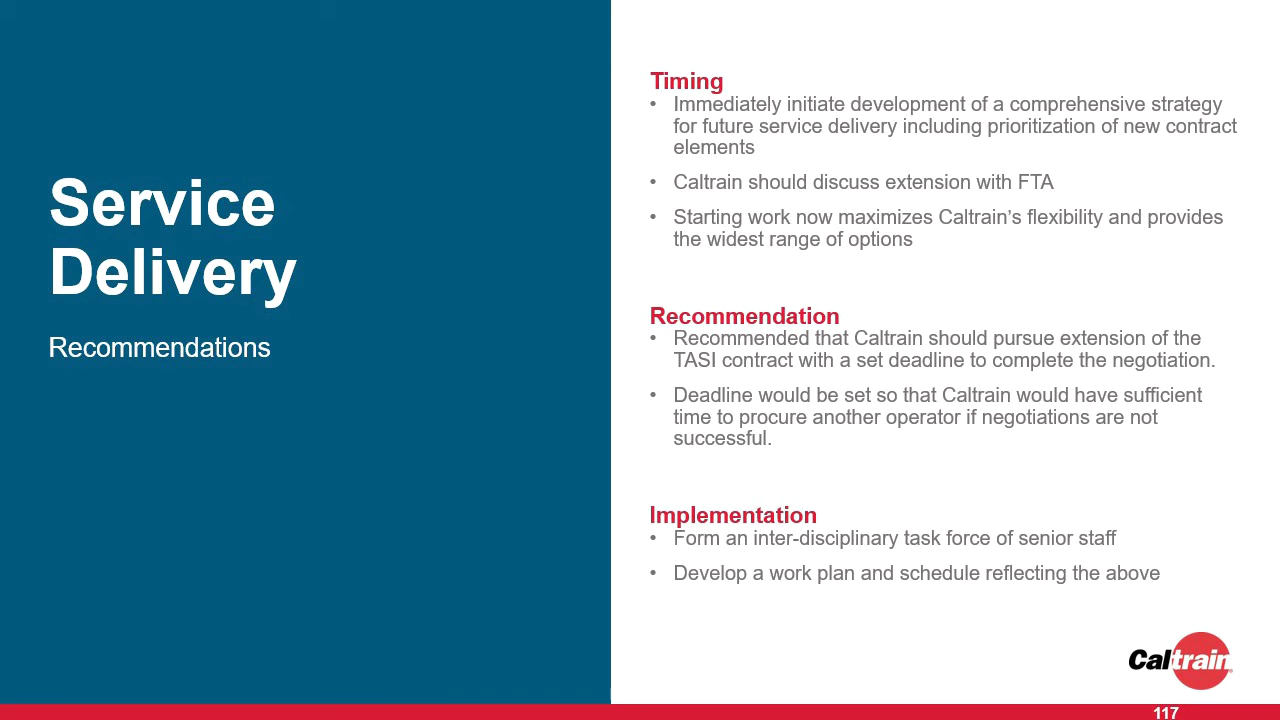 Service
Delivery
Recommendations
Timing
• Immediately initiate development of a comprehensive strategy
for future service delivery including prioritization of new contract
elements
• Caltrain should discuss extension with FTA
• Starting work now maximizes Caltrain’s flexibility and provides
the widest range of options
Recommendation
• Recommended that Caltrain should pursue extension of the
TASI contract with a set deadline to complete the negotiation.
• Deadline would be set so that Caltrain would have sufficient
time to procure another operator if negotiations are not
successful.
Implementation
• Form an inter-disciplinary task force of senior staff
• Develop a work plan and schedule reflecting the above
Caltrain
117